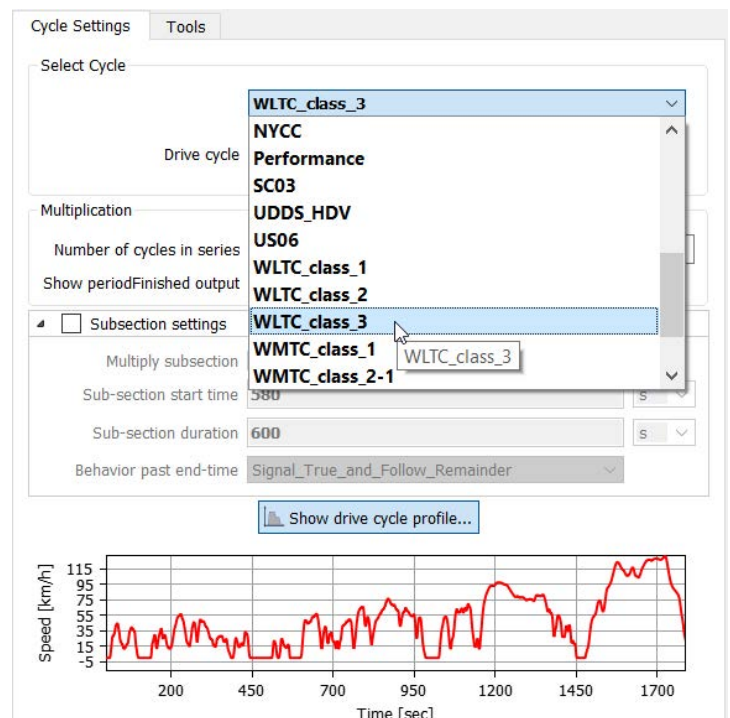 Cycle Settings Tools
Select Cycle
WLTC_class_3
NYCC
Drive cycle Performance
SC03
UDDS_HDV
Multiplication
US06
Number of cycles in series
WLTC_class_1
Show periodFinished output
WLTC_class_2
Subsection settings WLTC_class_3
WMTC_class_1 WLTC_class_3
Multiply subsection
WMTC_class_2-1
Sub-section start time 580 s
Sub-section duration 600 s
Behavior past end-time Signal_True_and_Follow_Remainder
Show drive cycle profile...
Speed [km/h]
115
95
75
55
35
15
-5
200 450 700 950 1200 1450 1700
Time [sec]